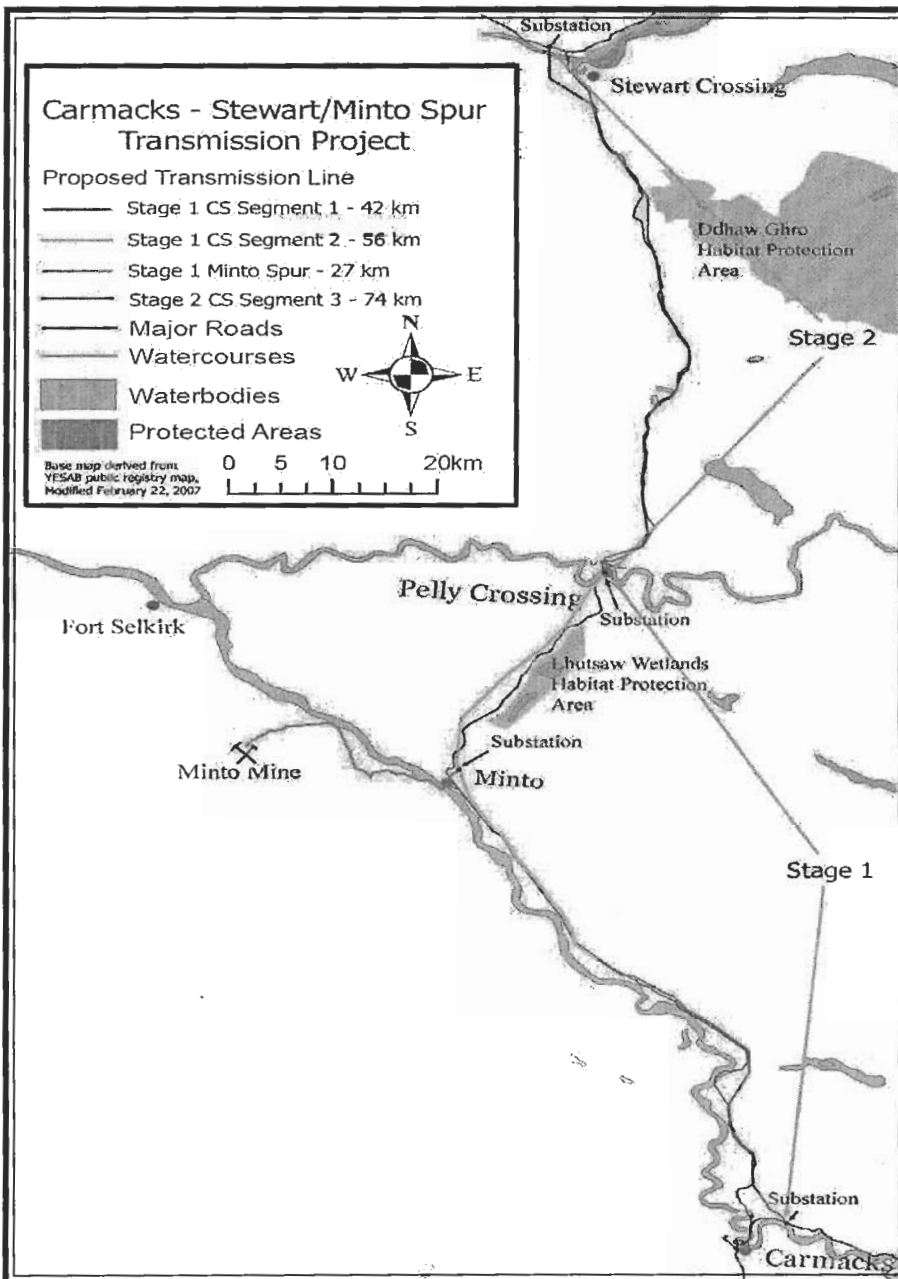 Substation
Stewart Crossing
Carmacks - Stewart/Minto Spur
Transmission Project
Proposed Transmission Line
Stage 1 CS Segment 1 - 42 km
Stage 1 CS Segment 2 - 56 km
Stage 1 Minto Spur - 27 km
Stage 2 CS Segment 3 - 74 km
Major Roads
Watercourses
Waterbodies
Protected Areas
N
W E
S
Base map derived from
YESAB public registry map,
Modified February 22, 2007
0 5 10 20km
Ddhaw Ghro
Habitat Protection
Area
Stage 2
Pelly Crossing
Substation
Fort Selkirk
Lhutsaw Wetlands
Habitat Protection
Area
Substation
Minto Mine
Minto
Stage 1
Substation
Carmacks